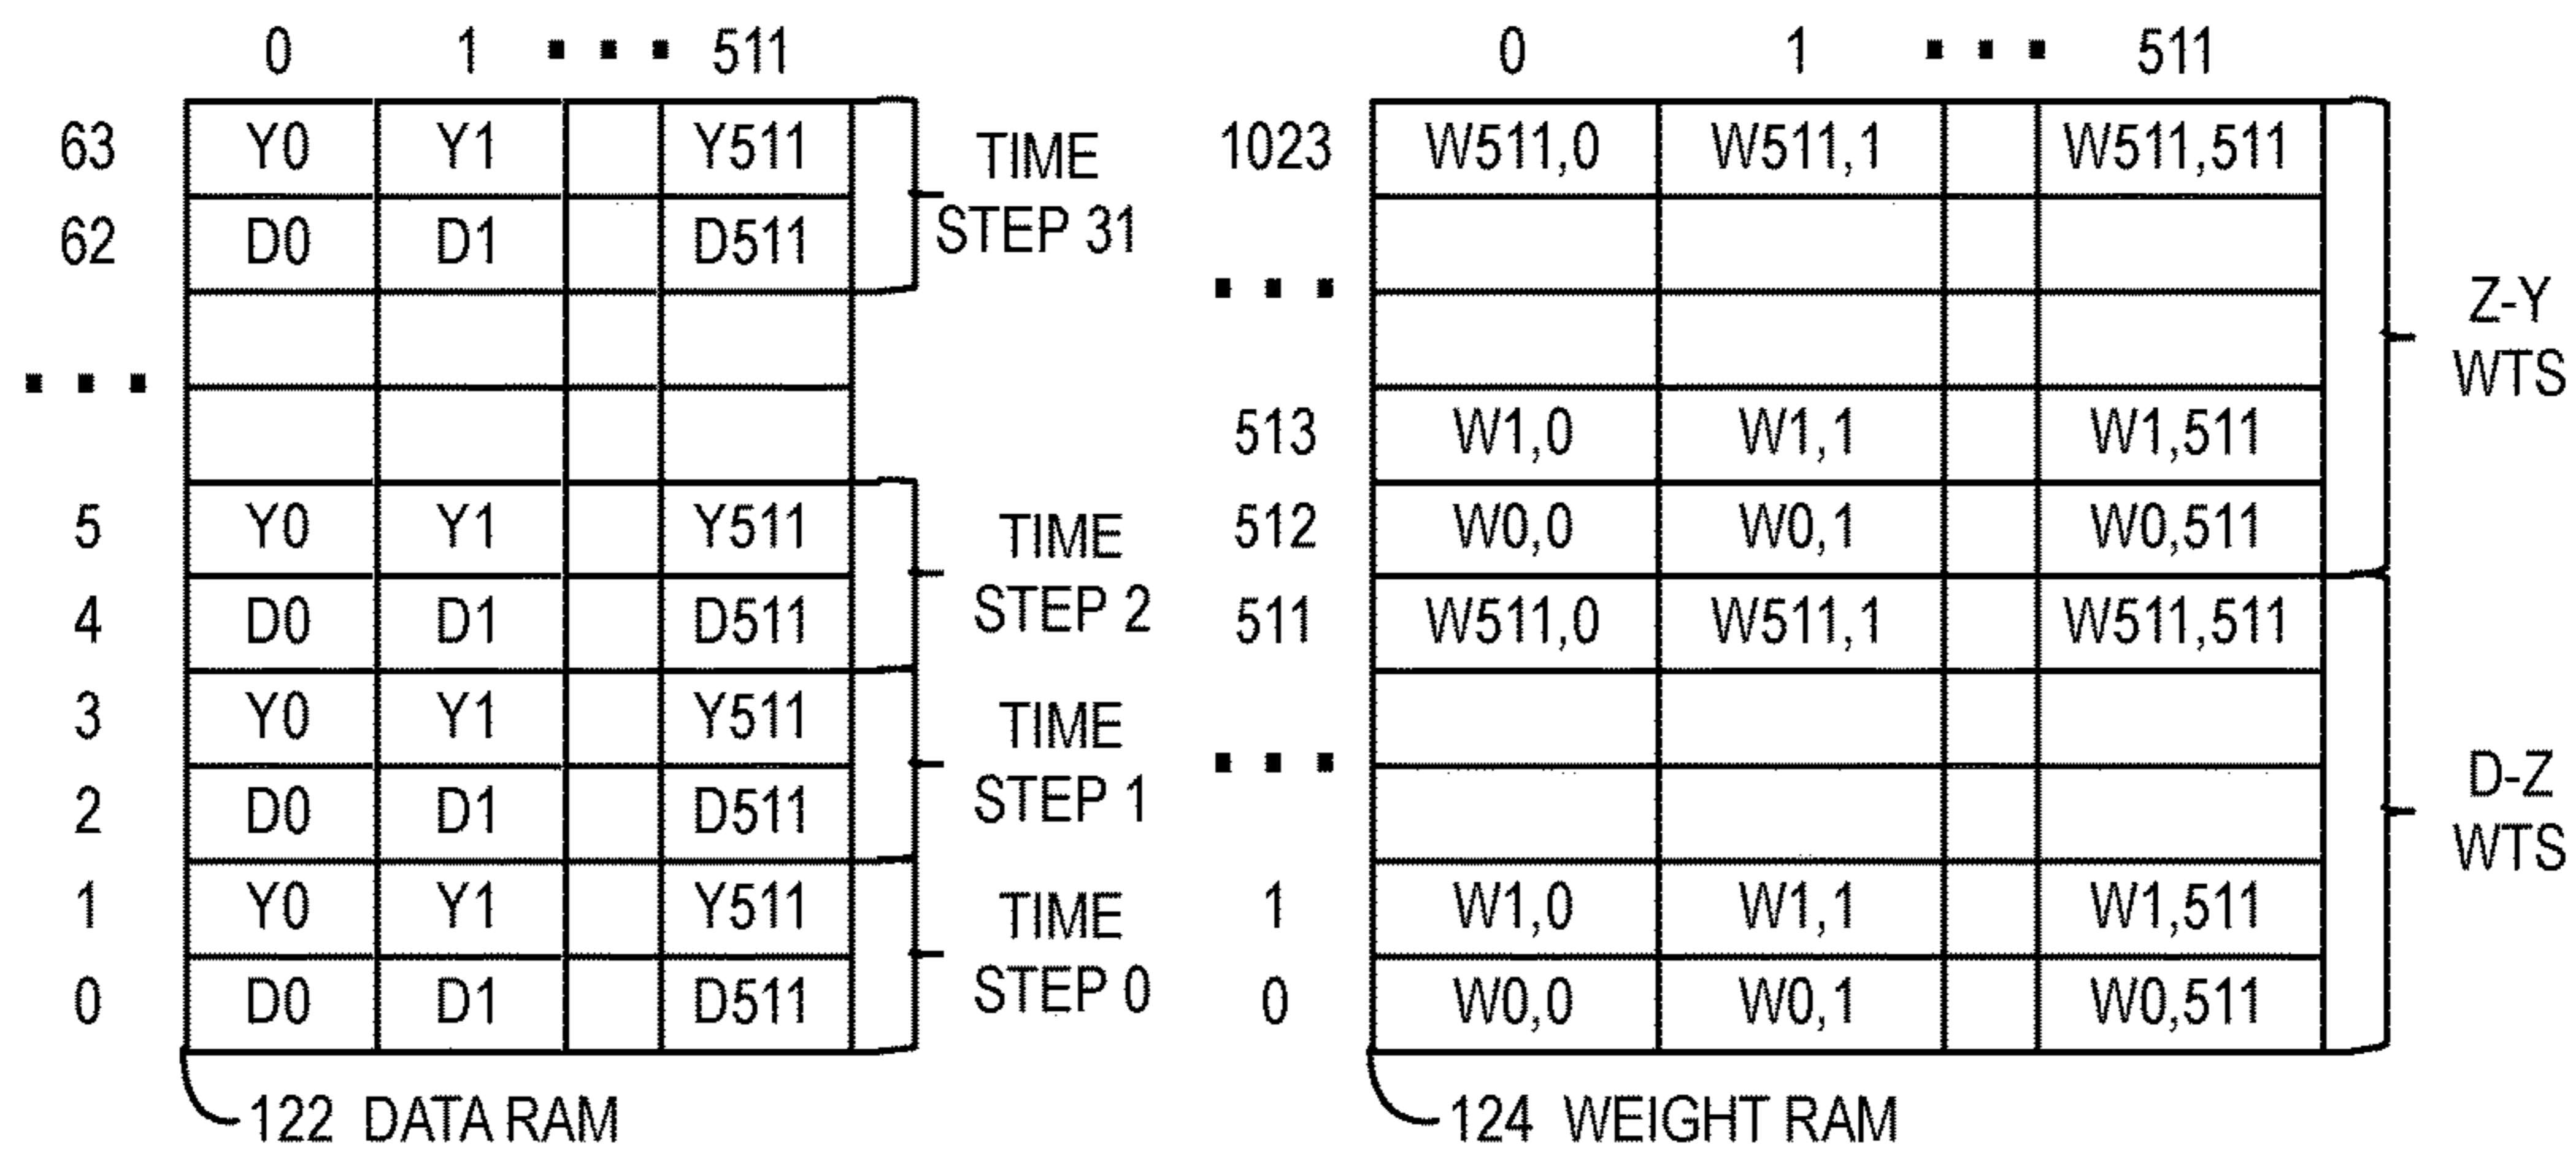 0 1 ▪ ▪ ▪ 511
63 Y0 Y1 Y511
62 D0 D1 D511
TIME
STEP 31
▪ ▪ ▪
5 Y0 Y1 Y511
4 D0 D1 D511
TIME
STEP 2
3 Y0 Y1 Y511
2 D0 D1 D511
TIME
STEP 1
1 Y0 Y1 Y511
0 D0 D1 D511
TIME
STEP 0
122 DATA RAM
0 1 ▪ ▪ ▪ 511
1023 W511,0 W511,1 W511,511
▪ ▪ ▪
513 W1,0 W1,1 W1,511
512 W0,0 W0,1 W0,511
Z-Y
WTS
511 W511,0 W511,1 W511,511
▪ ▪ ▪
1 W1,0 W1,1 W1,511
0 W0,0 W0,1 W0,511
D-Z
WTS
124 WEIGHT RAM